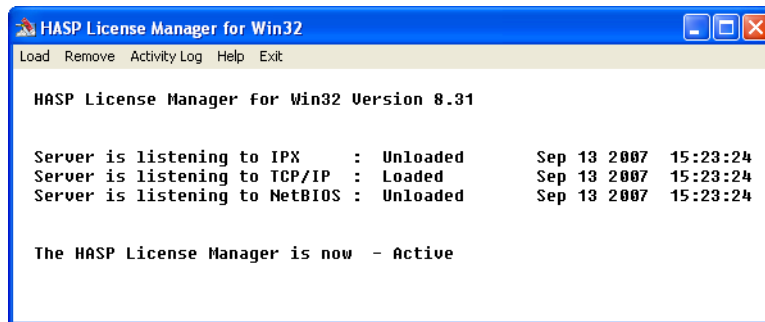 HASP License Manager for Win32
Load Remove Activity Log Help Exit
HASP License Manager for Win32 Version 8.31
Server is listening to IPX : Unloaded Sep 13 2007 15:23:24
Server is listening to TCP/IP : Loaded Sep 13 2007 15:23:24
Server is listening to NetBIOS : Unloaded Sep 13 2007 15:23:24
The HASP License Manager is now - Active